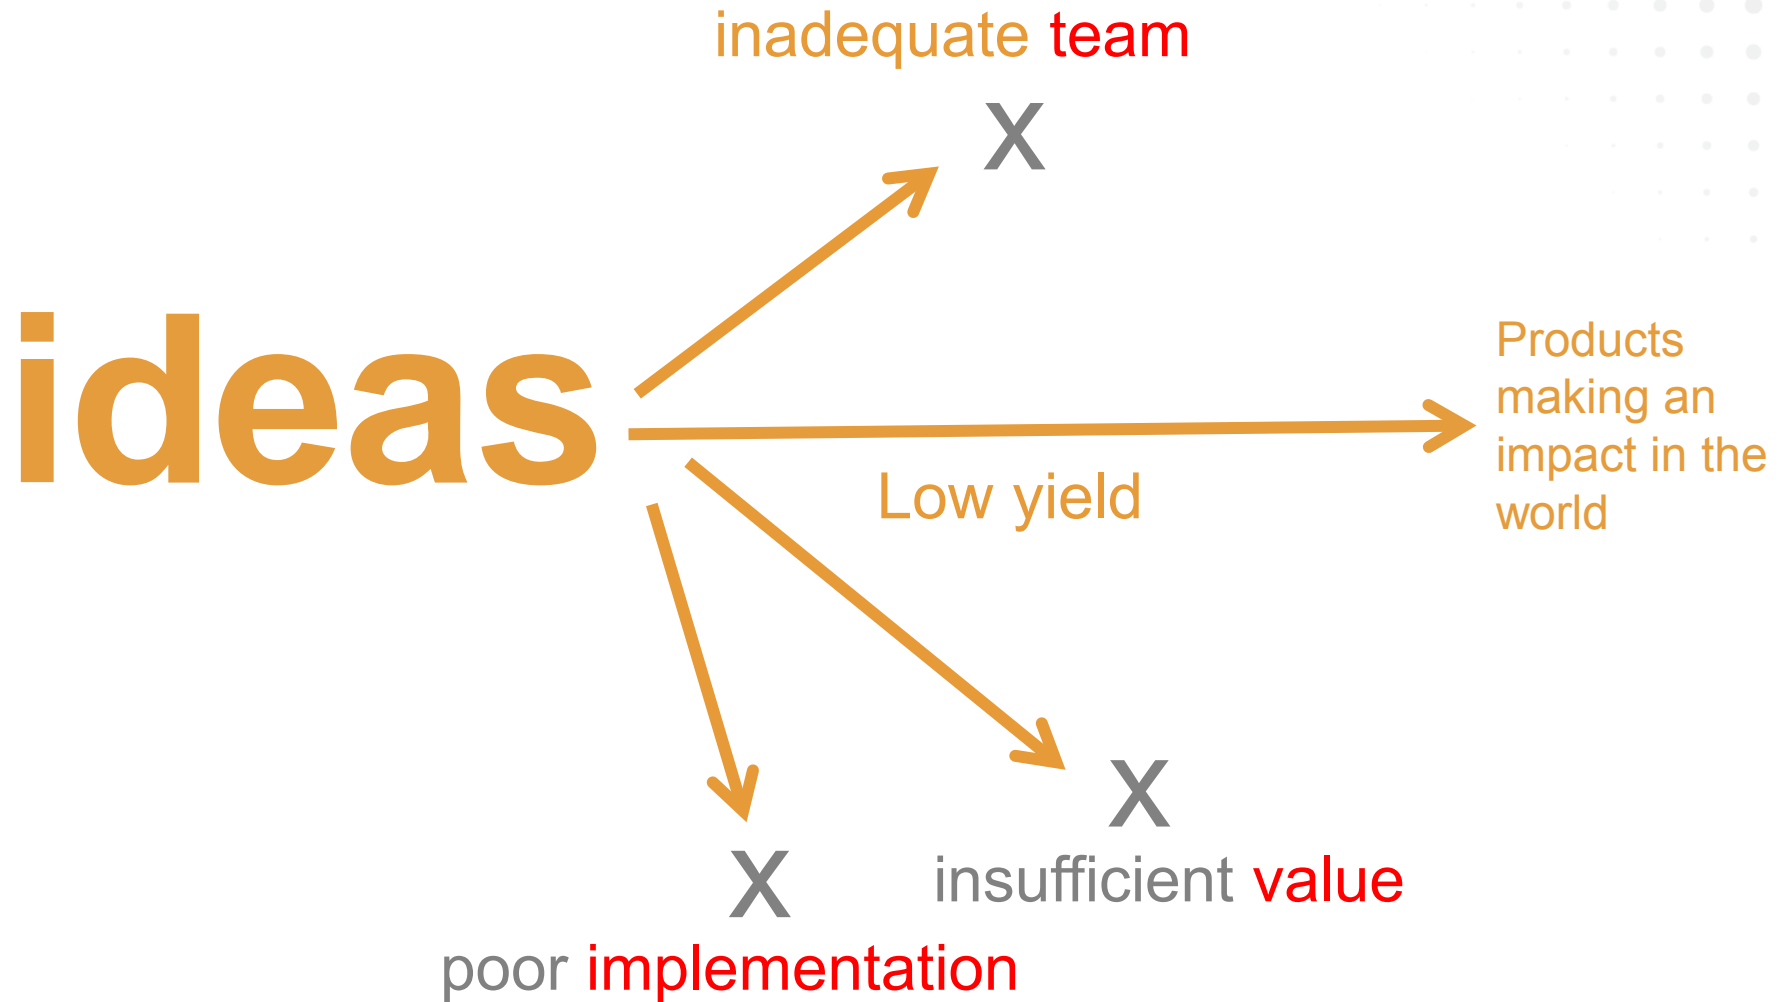 inadequate team
X
ideas
Products
making an
impact in the
world
Low yield
X
insufficient value
X
poor implementation